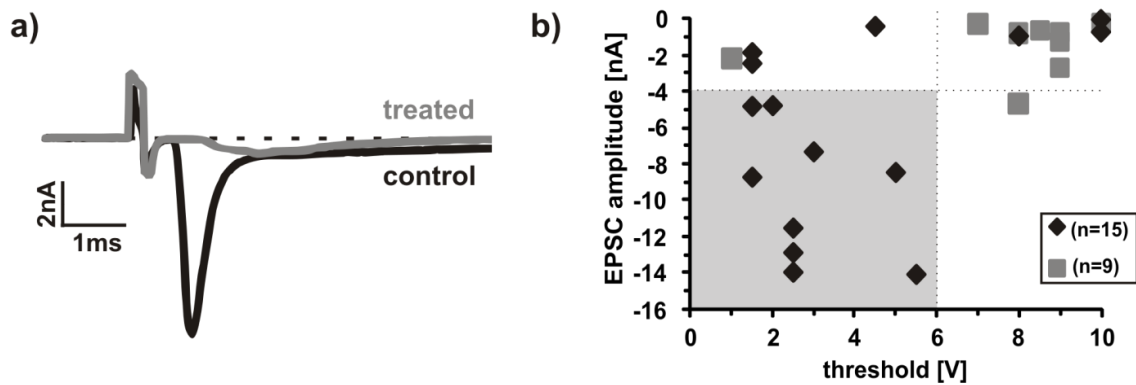 a)
treated
control
2nA
1ms
b)
EPSC amplitude [nA]
0
-2
-4
-6
-8
-10
-12
-14
-16
0 2 4 6 8 10
threshold [V]
(n=15)
(n=9)